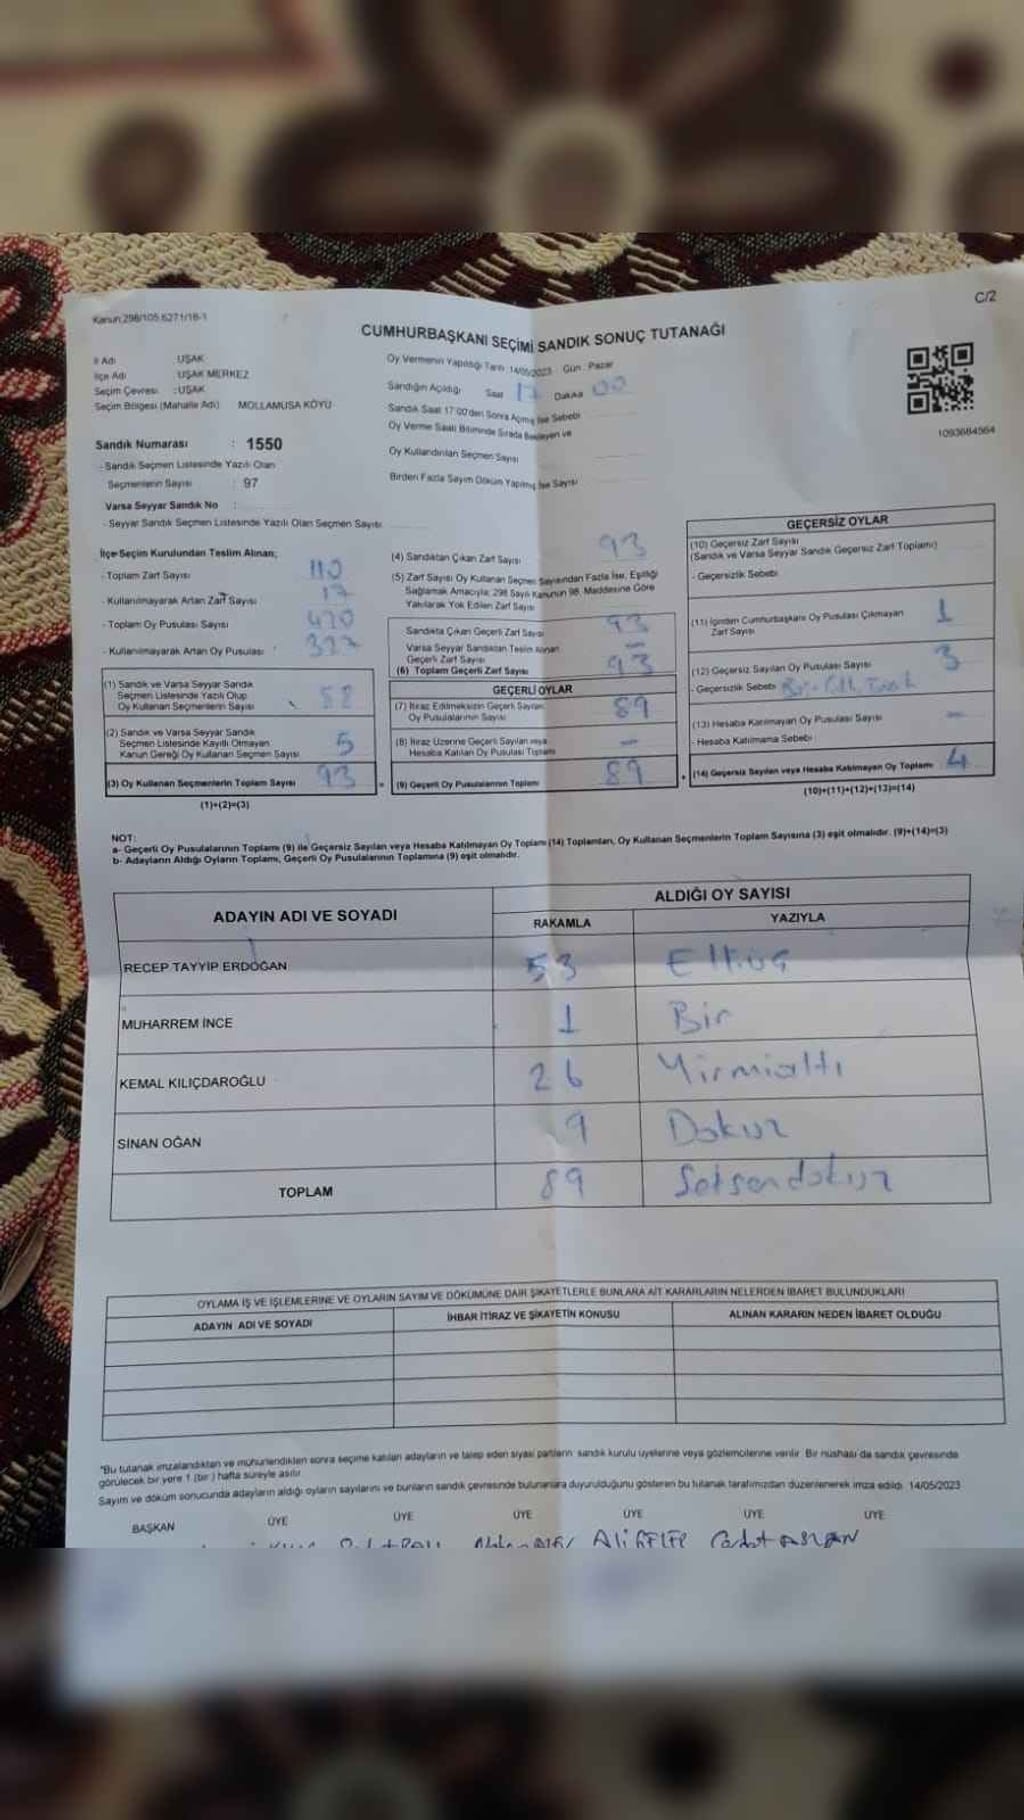 C/2
Kanun:298/105.6271/16-1
CUMHURBAŞKANI SEÇİMİ SANDIK SONUÇ TUTANAĞI
İl Adı : UŞAK
İlçe Adı : UŞAK MERKEZ
Seçim Çevresi : UŞAK
Seçim Bölgesi (Mahalle Adı) MOLLAMUSA KÖYÜ
Sandık Numarası : 1550
- Sandık Seçmen Listesinde Yazılı Olan
Seçmenlerin Sayısı : 97
Varsa Seyyar Sandık No :
- Seyyar Sandık Seçmen Listesinde Yazılı Olan Seçmen Sayısı
Oy Vermenin Yapıldığı Tarih : 14/05/2023 Gün : Pazar
Sandığın Açıldığı Saat 17 Dakika 00
Sandık Saat 17:00'den Sonra Açılmış İse Sebebi
Oy Verme Saati Bitiminde Sırada Bekleyen ve
Oy Kullandırılan Seçmen Sayısı
Birden Fazla Sayım Döküm Yapılmış İse Sayısı
1093684564
İlçe Seçim Kurulundan Teslim Alınan;
- Toplam Zarf Sayısı 110
- Kullanılmayarak Artan Zarf Sayısı 17
- Toplam Oy Pusulası Sayısı 420
- Kullanılmayarak Artan Oy Pusulası :
(1) Sandık ve Varsa Seyyar Sandık
Seçmen Listesinde Yazılı Olup
Oy Kullanan Seçmenlerin Sayısı 88
(2) Sandık ve Varsa Seyyar Sandık
Seçmen Listesinde Kayıtlı Olmayan
Kanun Gereği Oy Kullanan Seçmen Sayısı 5
(3) Oy Kullanan Seçmenlerin Toplam Sayısı 93
(1)+(2)=(3)
(4) Sandıktan Çıkan Zarf Sayısı 93
(5) Zarf Sayısı Oy Kullanan Seçmen Sayısından Fazla İse, Eşitliği
Sağlamak Amacıyla; 298 Sayılı Kanunun 98. Maddesine Göre
Yakılarak Yok Edilen Zarf Sayısı
Sandıkta Çıkan Geçerli Zarf Sayısı 93
Varsa Seyyar Sandıktan Teslim Alınan
Geçerli Zarf Sayısı —
(6) Toplam Geçerli Zarf Sayısı 93
GEÇERLİ OYLAR
(7) İtiraz Edilmeksizin Geçerli Sayılan
Oy Pusulalarının Sayısı 89
(8) İtiraz Üzerine Geçerli Sayılan veya
Hesaba Katılan Oy Pusulası Toplamı —
(9) Geçerli Oy Pusulalarının Toplamı 89
GEÇERSİZ OYLAR
(10) Geçersiz Zarf Sayısı
(Sandık ve Varsa Seyyar Sandık Geçersiz Zarf Toplamı)
- Geçersizlik Sebebi
(11) İçinden Cumhurbaşkanı Oy Pusulası Çıkmayan
Zarf Sayısı 1
(12) Geçersiz Sayılan Oy Pusulası Sayısı 3
- Geçersizlik Sebebi
(13) Hesaba Katılmayan Oy Pusulası Sayısı —
- Hesaba Katılmama Sebebi
(14) Geçersiz Sayılan veya Hesaba Katılmayan Oy Toplamı 4
(10)+(11)+(12)+(13)=(14)
NOT:
a- Geçerli Oy Pusulalarının Toplamı (9) ile Geçersiz Sayılan veya Hesaba Katılmayan Oy Toplamı (14) Toplamları, Oy Kullanan Seçmenlerin Toplam Sayısına (3) eşit olmalıdır. (9)+(14)=(3)
b- Adayların Aldığı Oyların Toplamı, Geçerli Oy Pusulalarının Toplamına (9) eşit olmalıdır.
ADAYIN ADI VE SOYADI
ALDIĞI OY SAYISI
RAKAMLA YAZIYLA
RECEP TAYYİP ERDOĞAN 53 Elliüç
MUHARREM İNCE 1 Bir
KEMAL KILIÇDAROĞLU 26 Yirmialtı
SİNAN OĞAN 9 Dokuz
TOPLAM 89 Seksendokuz
OYLAMA İŞ VE İŞLEMLERİNE VE OYLARIN SAYIM VE DÖKÜMÜNE DAİR ŞİKAYETLERLE BUNLARA AİT KARARLARIN NELERDEN İBARET BULUNDUKLARI
ADAYIN ADI VE SOYADI İHBAR İTİRAZ VE ŞİKAYETİN KONUSU ALINAN KARARIN NEDEN İBARET OLDUĞU
*Bu tutanak imzalandıktan ve mühürlendikten sonra seçime katılan adayların ve talep eden siyasi partilerin sandık kurulu üyelerine veya gözlemcilerine verilir. Bir nüshası da sandık çevresinde
görülecek bir yere 1 (bir) hafta süreyle asılır.
Sayım ve döküm sonucunda adayların aldığı oyların sayılarını ve bunların sandık çevresinde bulunanlara duyurulduğunu gösteren bu tutanak tarafımızdan düzenlenerek imza edildi. 14/05/2023
BAŞKAN ÜYE ÜYE ÜYE ÜYE ÜYE ÜYE